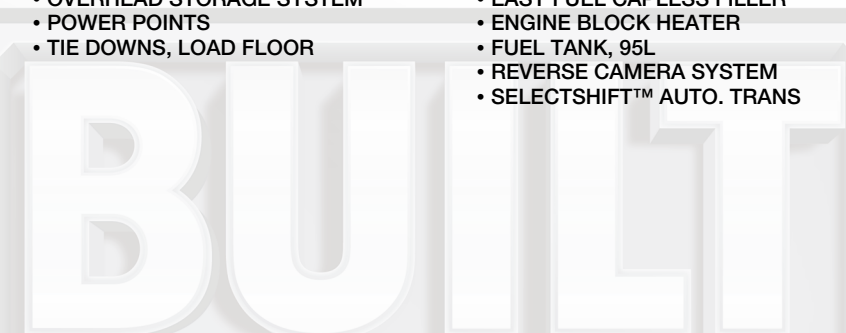 • OVERHEAD STORAGE SYSTEM
• POWER POINTS
• TIE DOWNS, LOAD FLOOR
• EASY FUEL CAPLESS FILLER
• ENGINE BLOCK HEATER
• FUEL TANK, 95L
• REVERSE CAMERA SYSTEM
• SELECTSHIFT™ AUTO. TRANS
BUILT